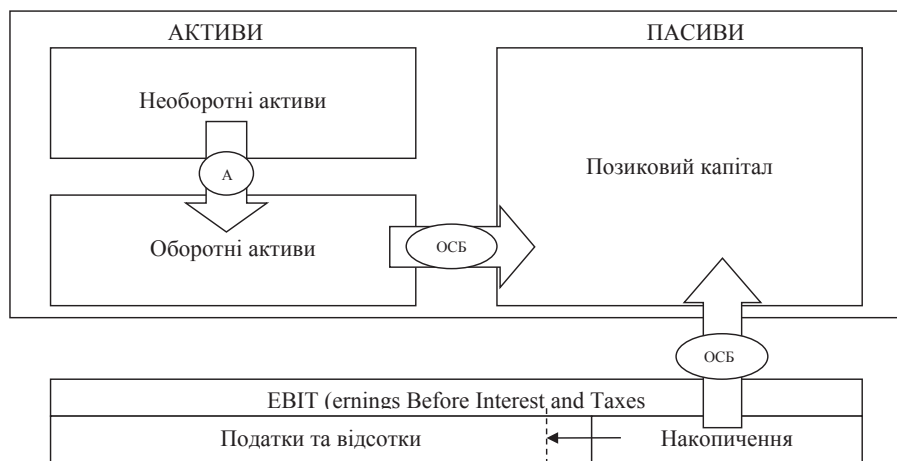 АКТИВИ
ПАСИВИ
Необоротні активи
А
Позиковий капітал
Оборотні активи
ОСБ
ОСБ
EBIT (ernings Before Interest and Taxes
Податки та відсотки
Накопичення